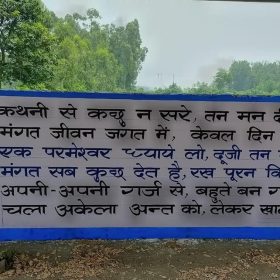 कथनी से कछु न सरे, तन मन
मंगत जीवन जगत में, केवल दिन
एक परमेश्वर ध्याये लो, दूजी तन
मंगत सब कुछ देत है, रख पूरन
अपनी-अपनी गर्ज से, बहुते बन
चला अकेला अन्त को, लेकर